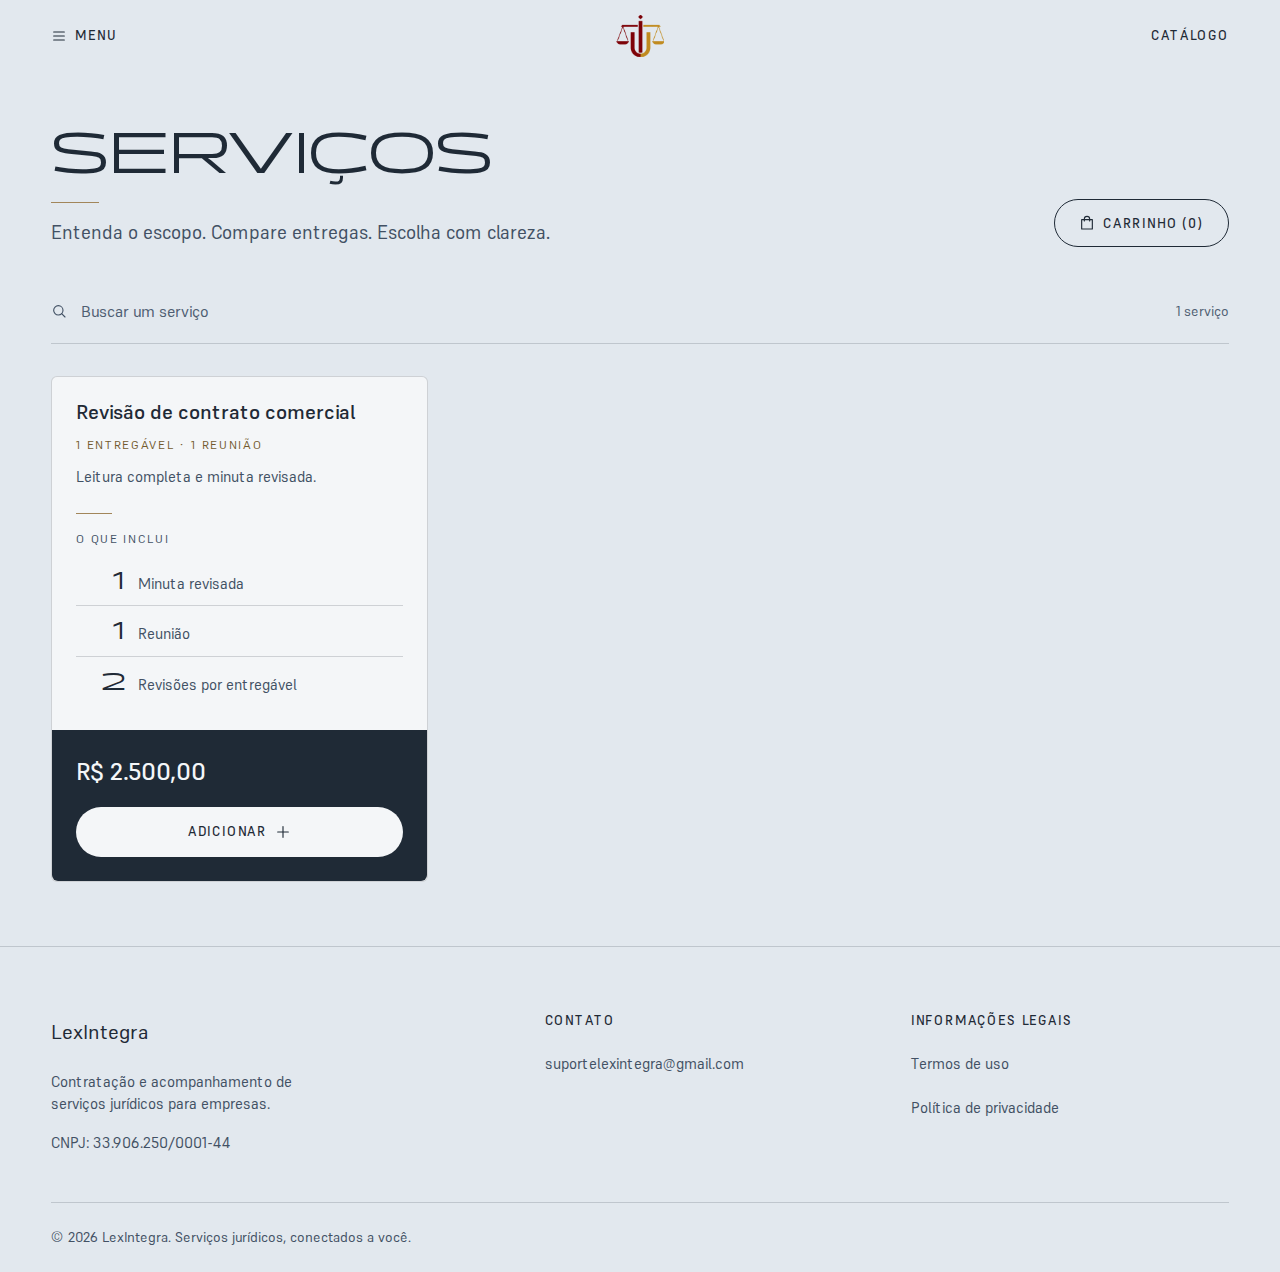 MENU
CATÁLOGO
SERVIÇOS
Entenda o escopo. Compare entregas. Escolha com clareza.
CARRINHO (0)
Buscar um serviço
1 serviço
Revisão de contrato comercial
1 ENTREGÁVEL · 1 REUNIÃO
Leitura completa e minuta revisada.
O QUE INCLUI
1 Minuta revisada
1 Reunião
2 Revisões por entregável
R$ 2.500,00
ADICIONAR
LexIntegra
Contratação e acompanhamento de
serviços jurídicos para empresas.
CNPJ: 33.906.250/0001-44
CONTATO
suportelexintegra@gmail.com
INFORMAÇÕES LEGAIS
Termos de uso
Política de privacidade
© 2026 LexIntegra. Serviços jurídicos, conectados a você.